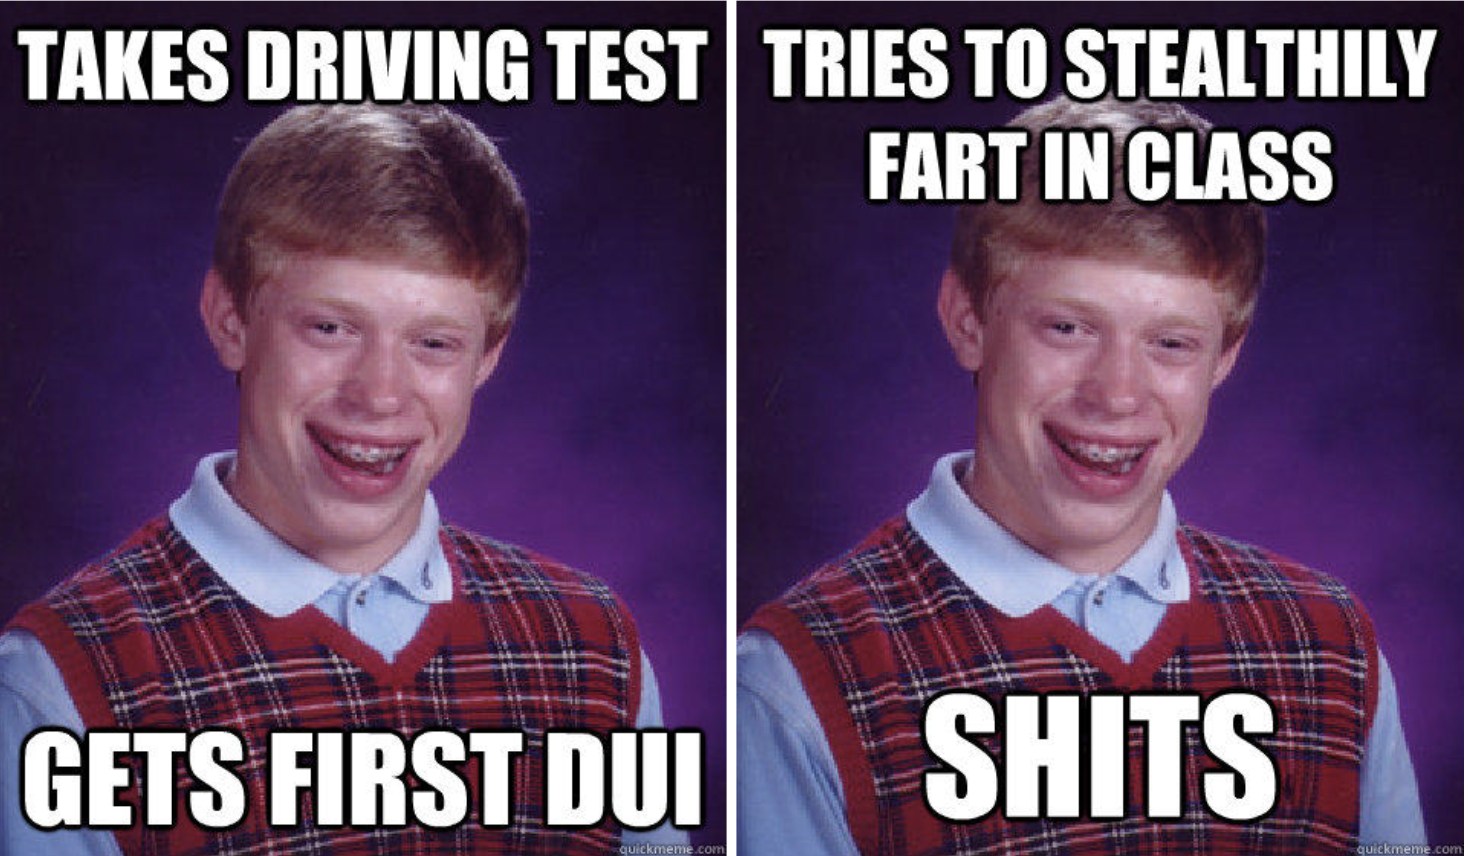 TAKES DRIVING TEST
GETS FIRST DUI
quickmeme.com
TRIES TO STEALTHILY
FART IN CLASS
SHITS
quickmeme.com